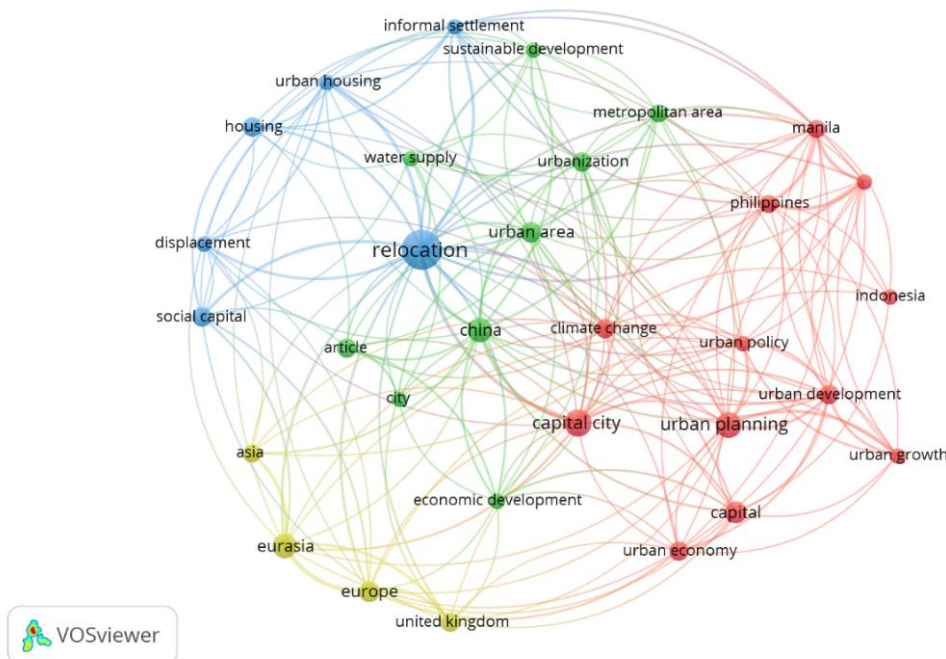 informal settlement
sustainable development
urban housing
metropolitan area
housing
manila
water supply
urbanization
philippines
urban area
displacement
relocation
indonesia
social capital
china
climate change
urban policy
article
urban development
city
capital city
urban planning
asia
urban growth
economic development
capital
eurasia
urban economy
europe
united kingdom
VOSviewer